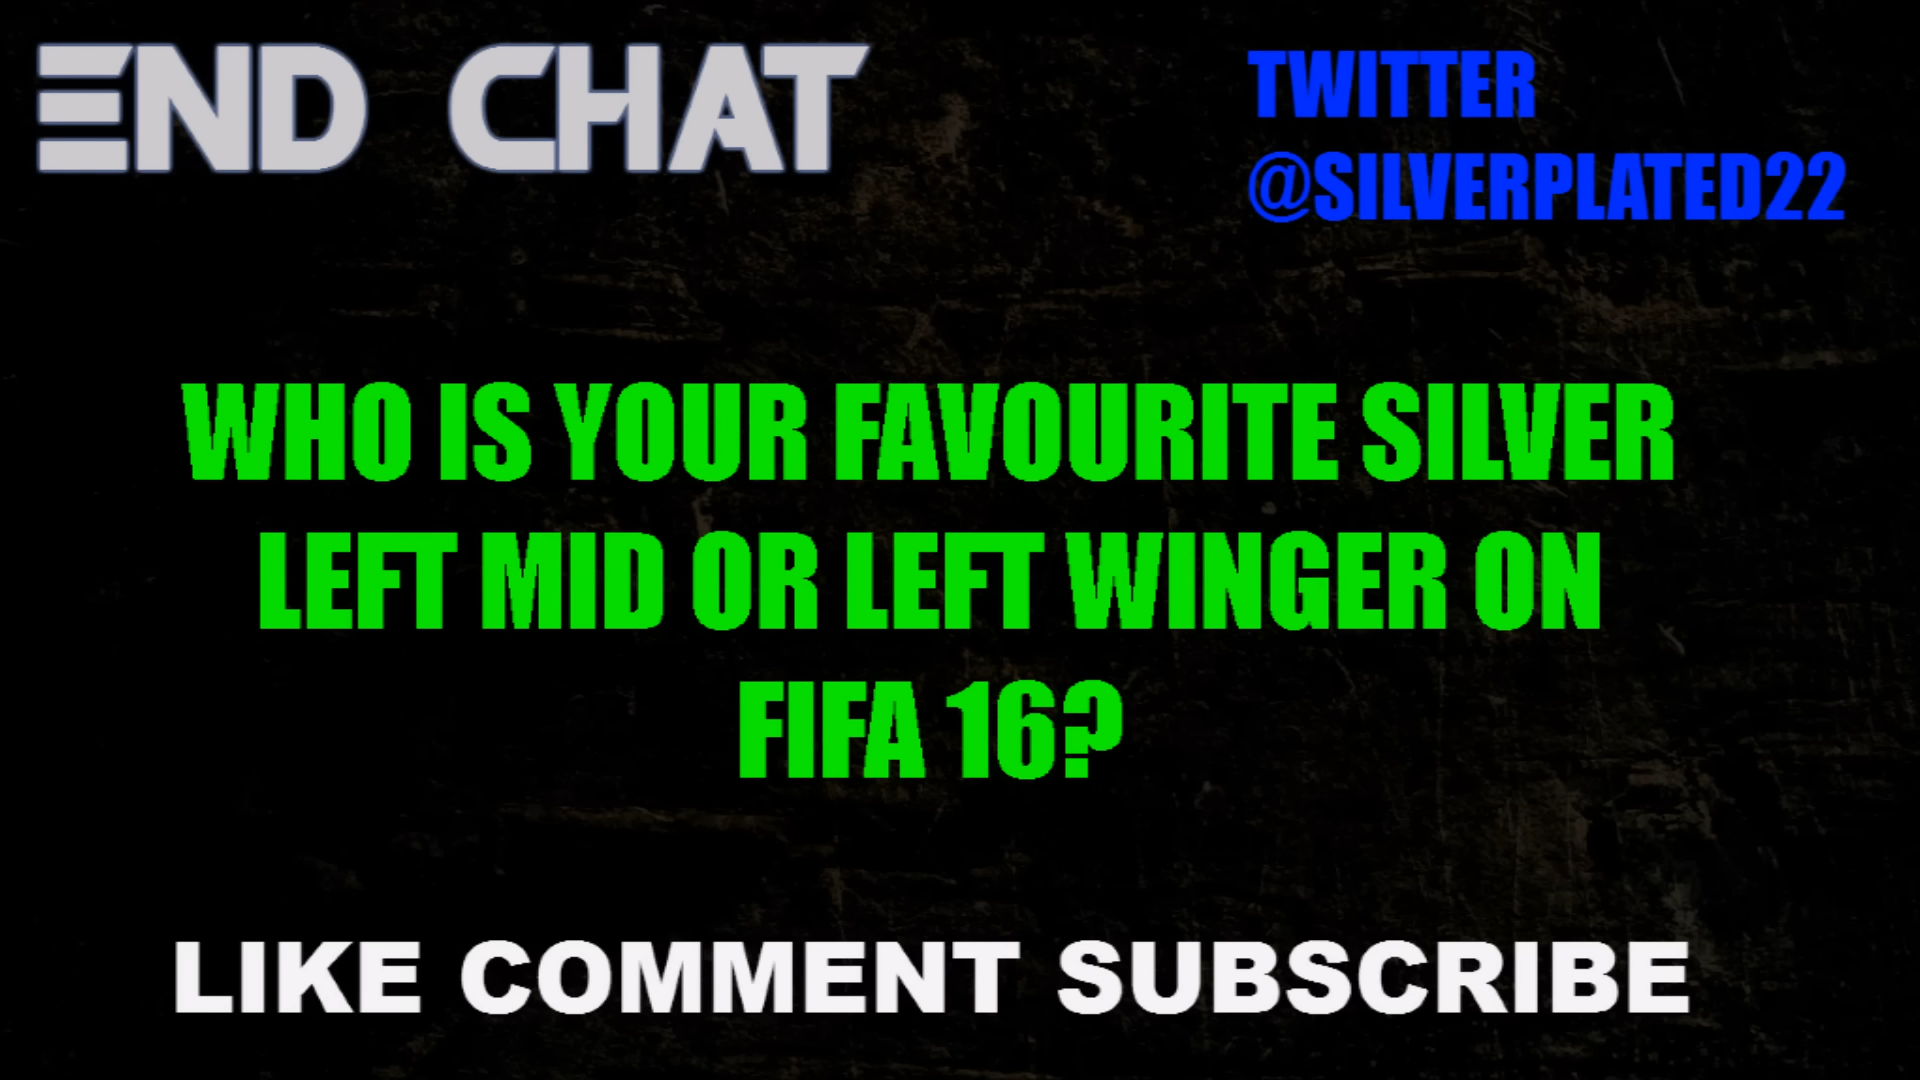 END CHAT
TWITTER
@SILVERPLATED22
WHO IS YOUR FAVOURITE SILVER
LEFT MID OR LEFT WINGER ON
FIFA 16?
LIKE COMMENT SUBSCRIBE